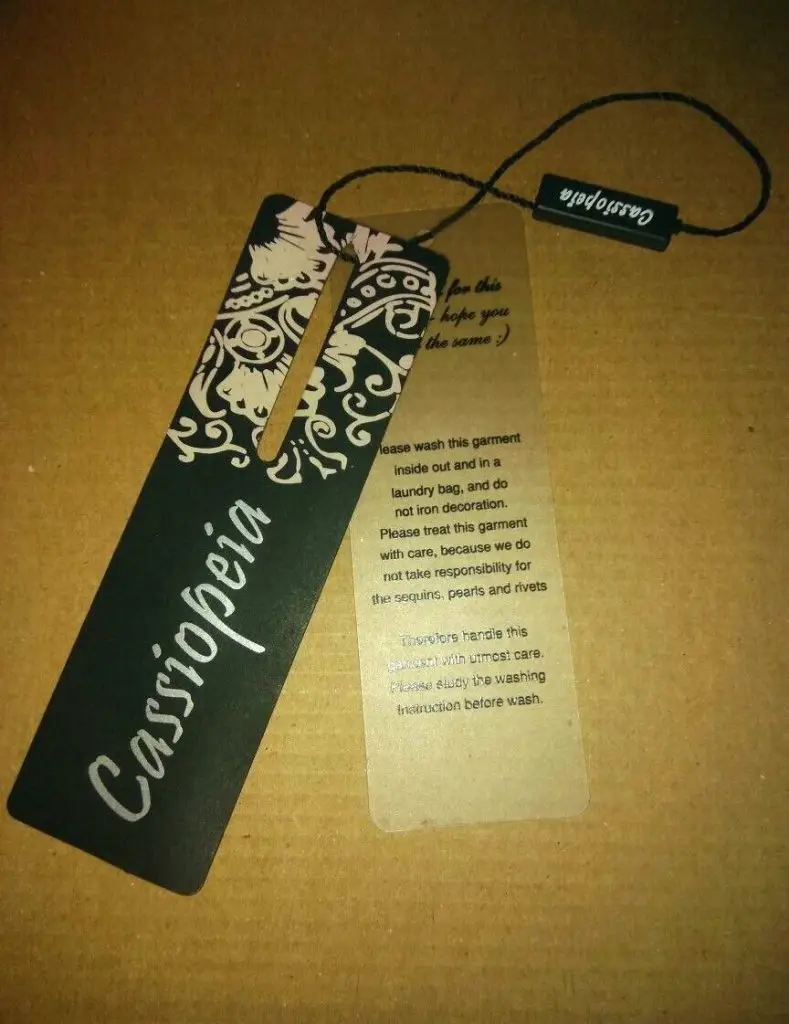 Cassiopeia
Cassiopeia
for this
hope you
the same :)
lease wash this garment
inside out and in a
laundry bag, and do
not iron decoration.
Please treat this garment
with care, because we do
not take responsibility for
the sequins, pearls and rivets
Therefore handle this
garment with utmost care.
Please study the washing
Instruction before wash.